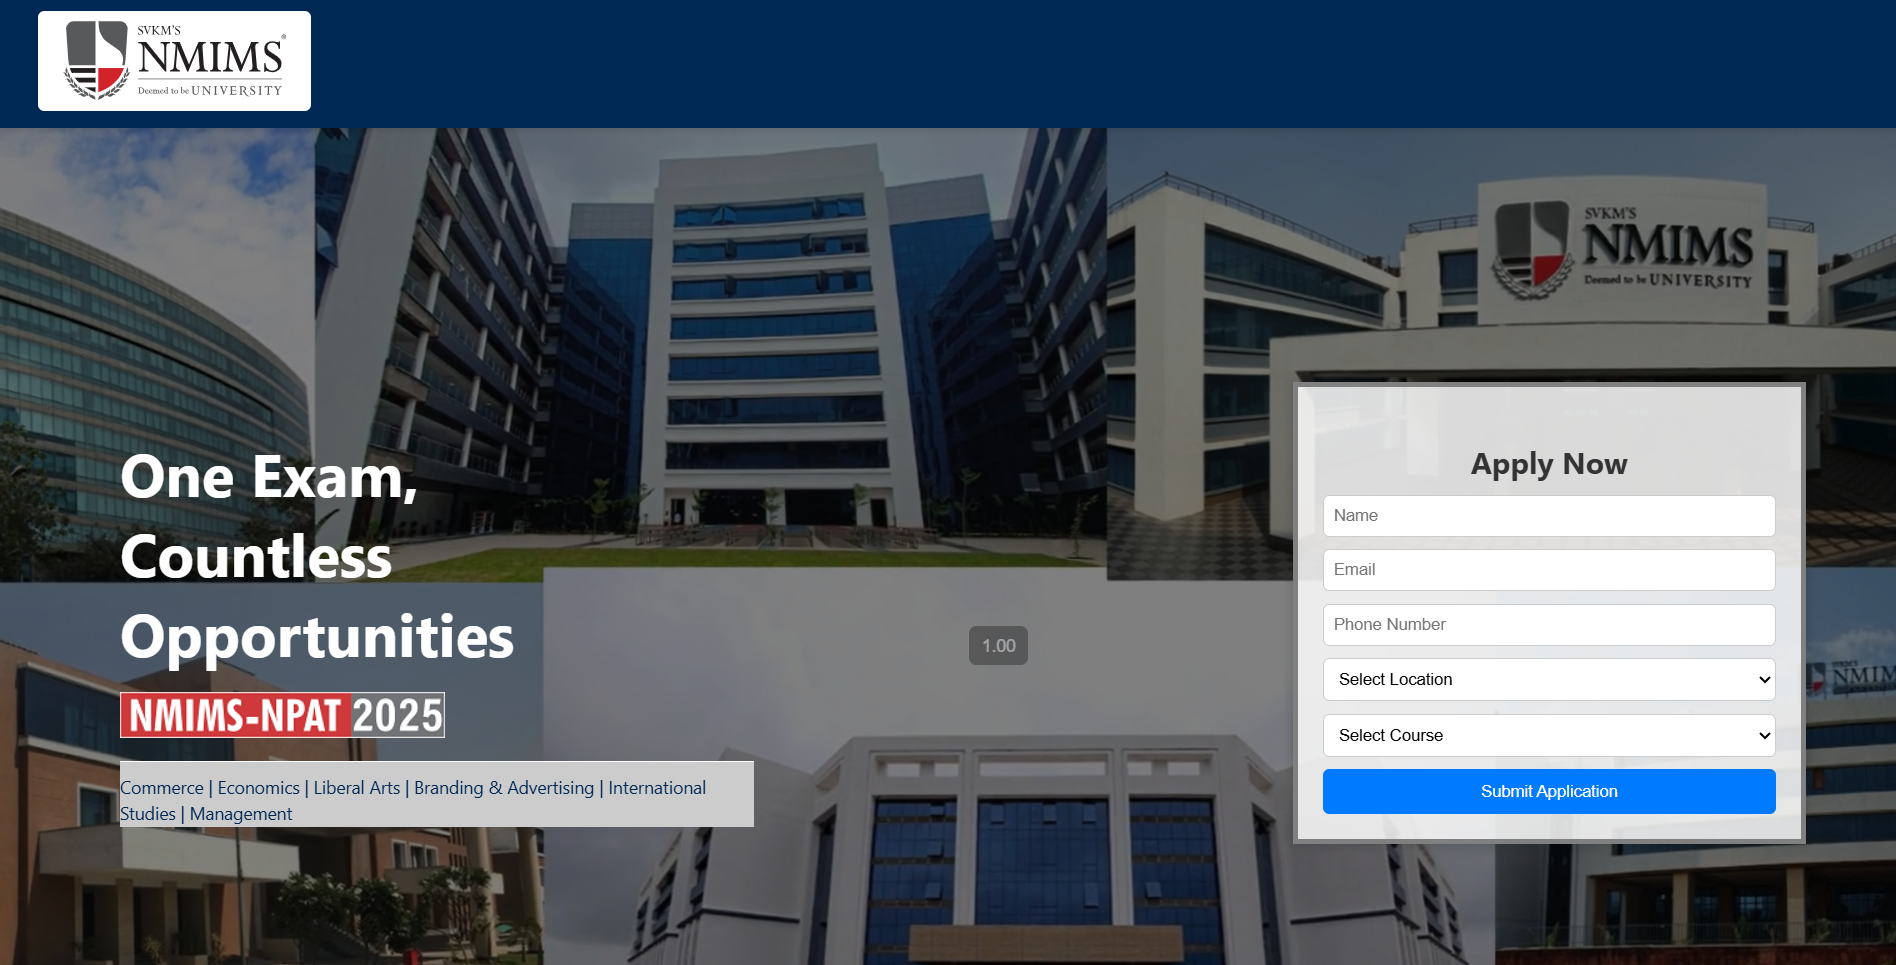 SVKM'S
NMIMS®
Deemed to be UNIVERSITY
SVKM'S
NMIMS
Deemed to be UNIVERSITY
One Exam,
Countless
Opportunities
NMIMS-NPAT 2025
Commerce | Economics | Liberal Arts | Branding & Advertising | International
Studies | Management
1.00
Apply Now
Name
Email
Phone Number
Select Location
Select Course
Submit Application
SVKM'S
NMIMS